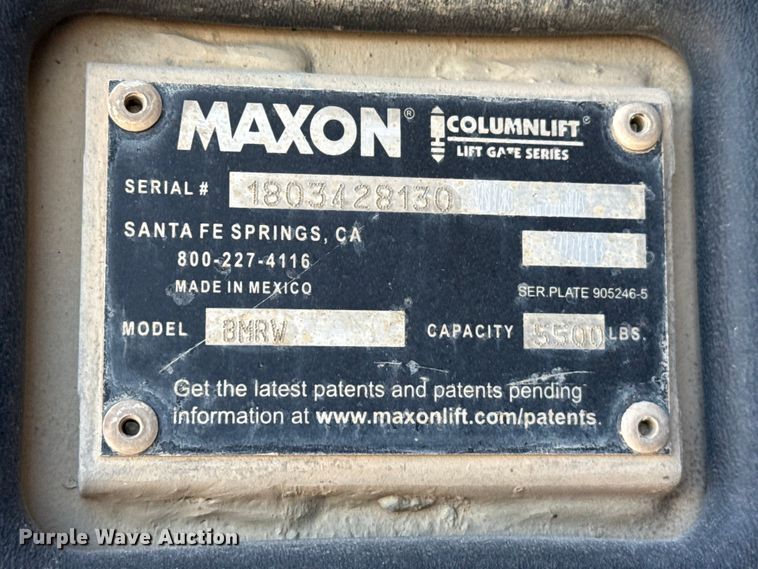 MAXON® COLUMNLIFT®
LIFT GATE SERIES
SERIAL # 1803428130
SANTA FE SPRINGS, CA
800-227-4116
MADE IN MEXICO
SER.PLATE 905246-5
MODEL BMRW CAPACITY 5500 LBS.
Get the latest patents and patents pending
information at www.maxonlift.com/patents.
Purple Wave Auction